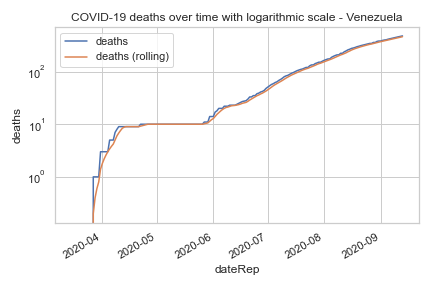 COVID-19 deaths over time with logarithmic scale - Venezuela
deaths
deaths (rolling)
10²
10¹
10⁰
deaths
2020-04
2020-05
2020-06
2020-07
2020-08
2020-09
dateRep